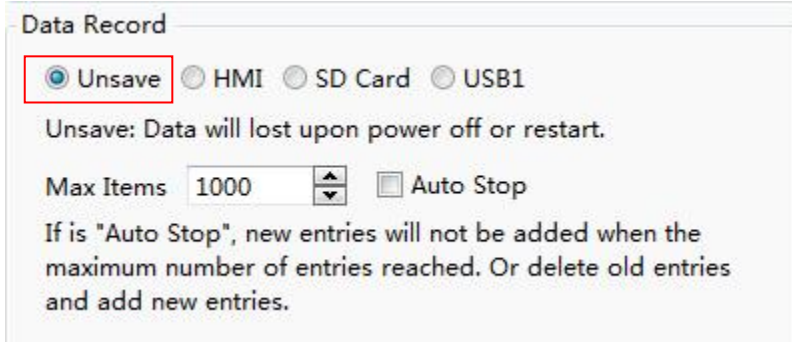 Data Record
Unsave HMI SD Card USB1
Unsave: Data will lost upon power off or restart.
Max Items 1000 Auto Stop
If is "Auto Stop", new entries will not be added when the
maximum number of entries reached. Or delete old entries
and add new entries.